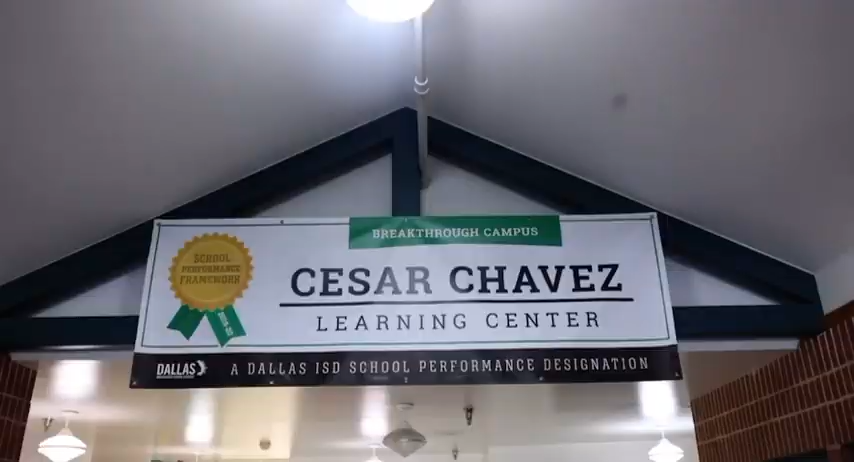 BREAKTHROUGH CAMPUS
SCHOOL
PERFORMANCE
FRAMEWORK
CESAR CHAVEZ
LEARNING CENTER
DALLAS
A DALLAS ISD SCHOOL PERFORMANCE DESIGNATION